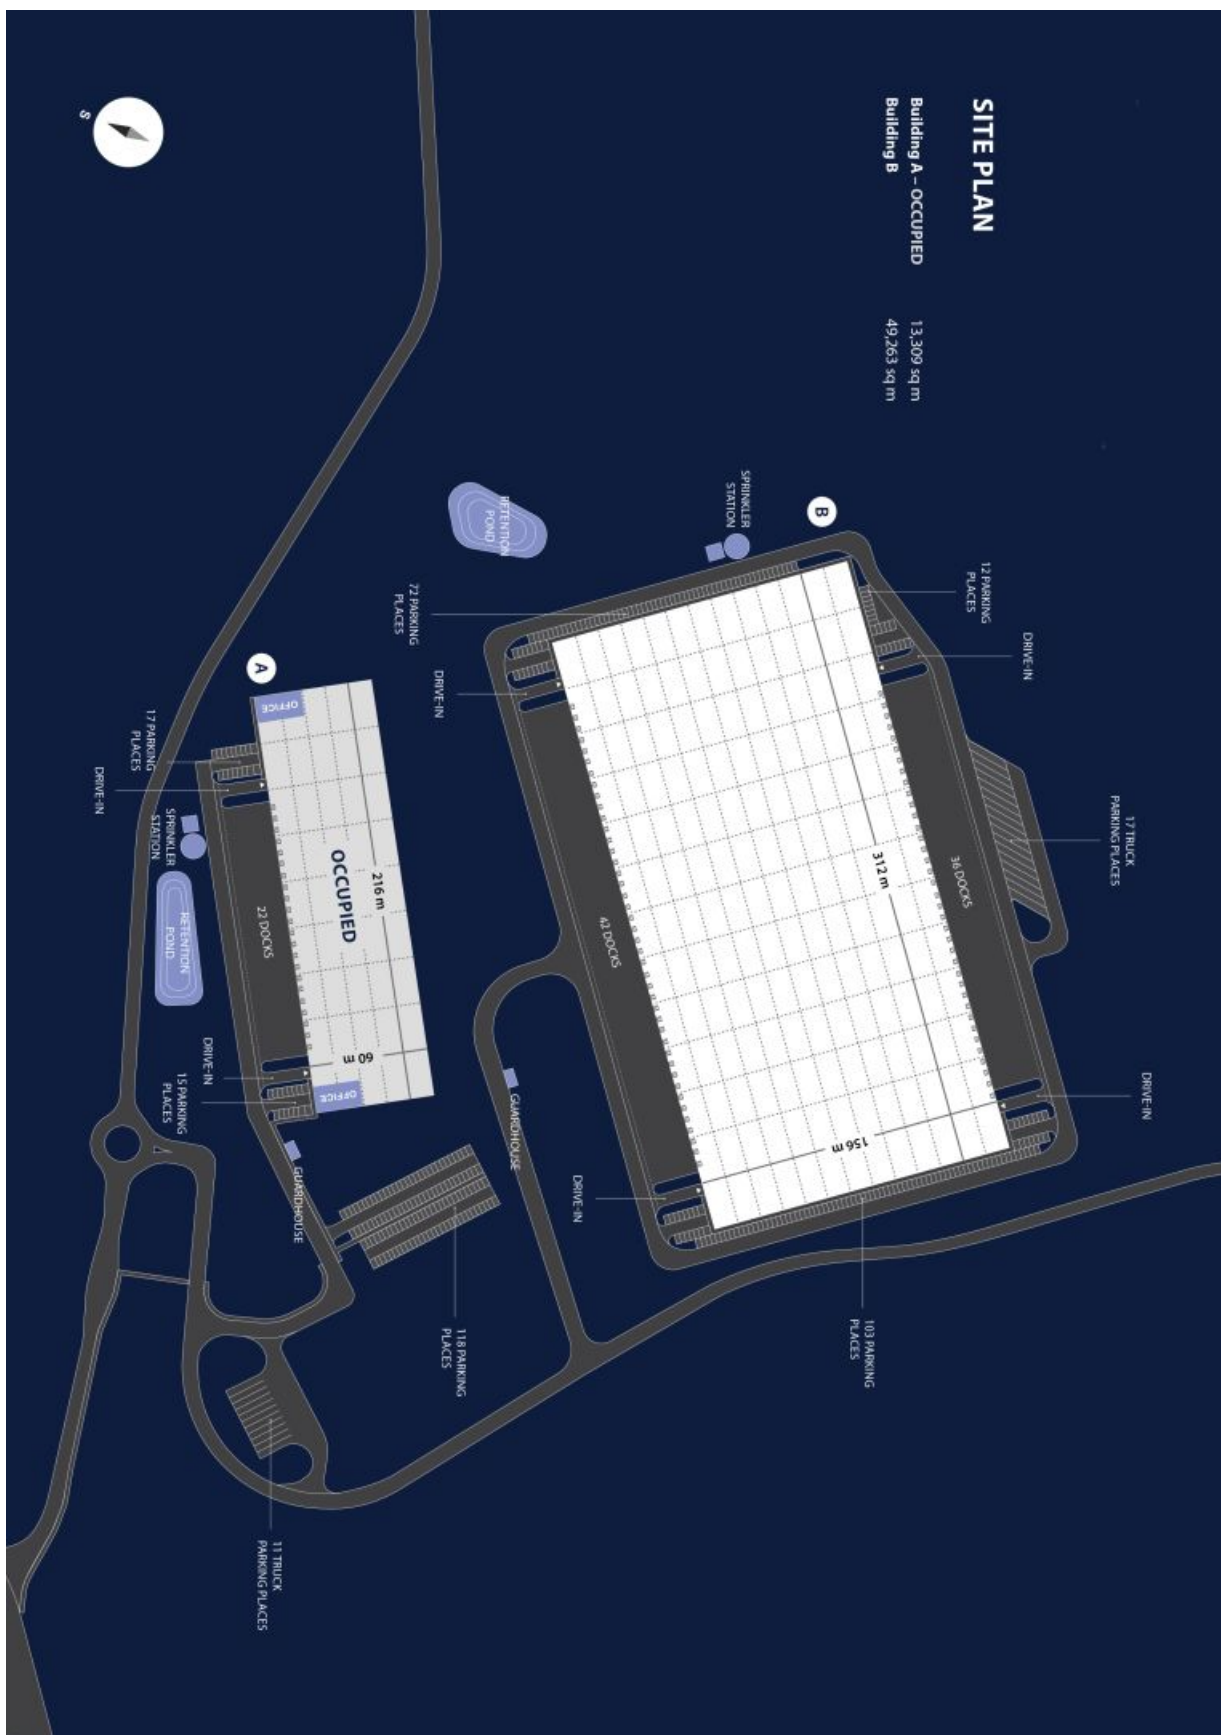 SITE PLAN
Building A – OCCUPIED 13,309 sq m
Building B 49,263 sq m
S
B
SPRINKLER
STATION
RETENTION
POND
12 PARKING
PLACES
DRIVE-IN
72 PARKING
PLACES
DRIVE-IN
17 TRUCK
PARKING PLACES
36 DOCKS
312 m
42 DOCKS
156 m
DRIVE-IN
DRIVE-IN
103 PARKING
PLACES
GUARDHOUSE
A
OFFICE
17 PARKING
PLACES
DRIVE-IN
SPRINKLER
STATION
RETENTION
POND
216 m
OCCUPIED
22 DOCKS
60 m
OFFICE
DRIVE-IN
15 PARKING
PLACES
GUARDHOUSE
118 PARKING
PLACES
11 TRUCK
PARKING PLACES